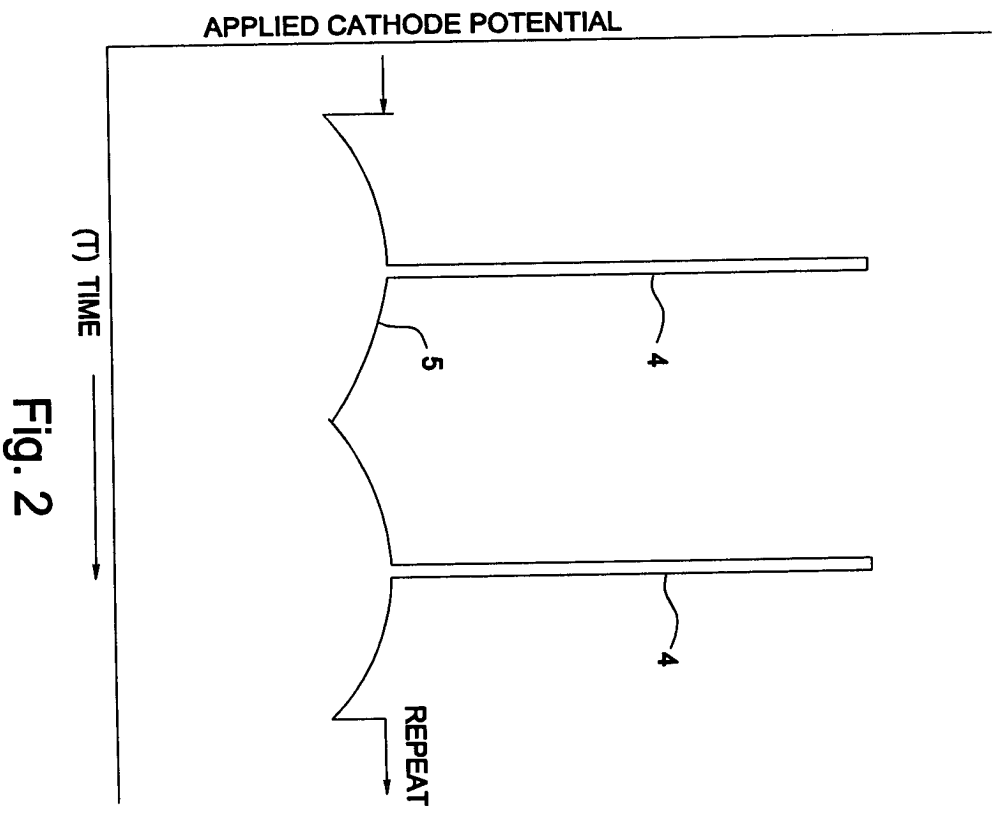 APPLIED CATHODE POTENTIAL
4
5
4
REPEAT
(T) TIME
Fig. 2